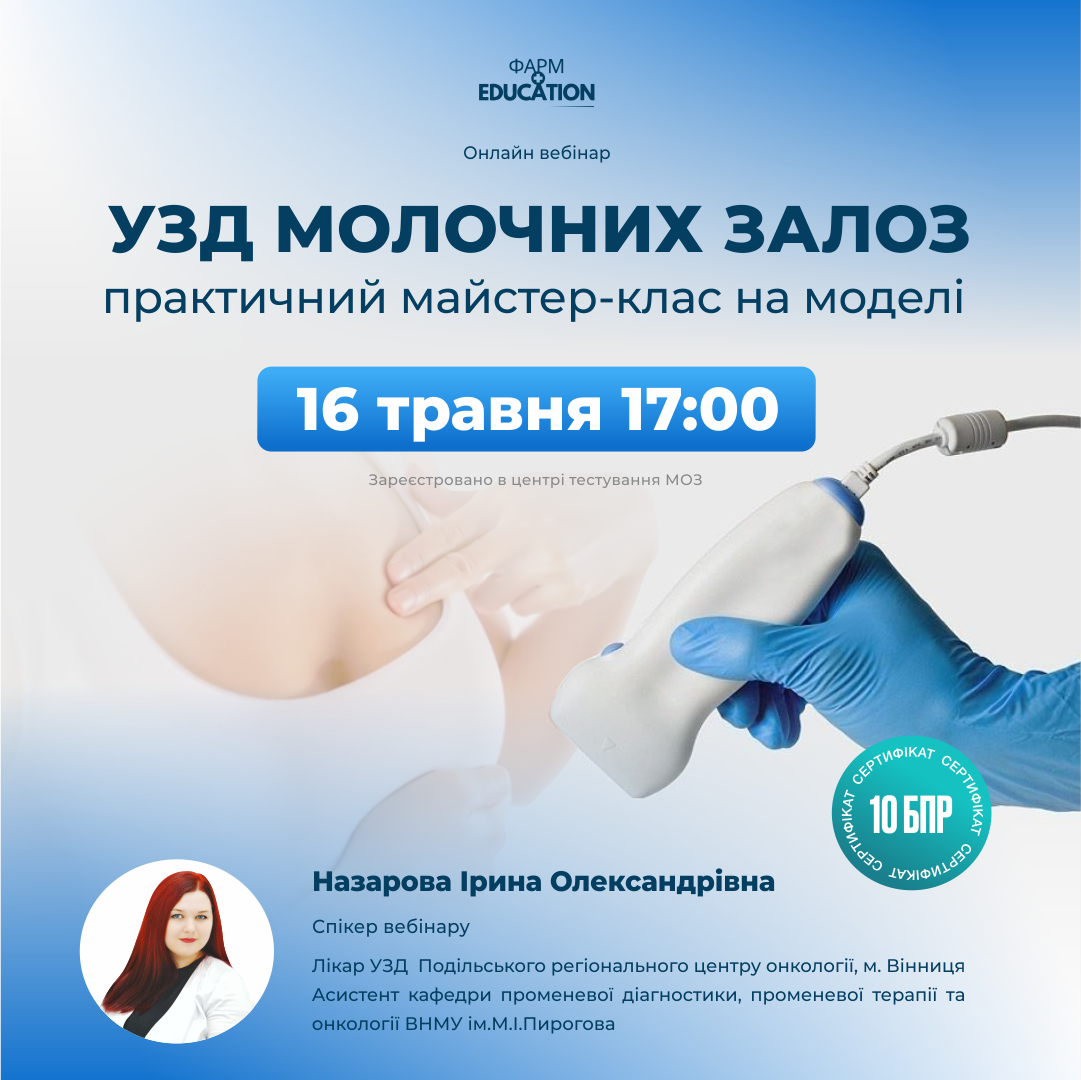 ФАРМ
EDUCATION
Онлайн вебінар
УЗД МОЛОЧНИХ ЗАЛОЗ
практичний майстер-клас на моделі
16 травня 17:00
Зареєстровано в центрі тестування МОЗ
СЕРТИФІКАТ СЕРТИФІКАТ СЕРТИФІКАТ СЕРТИФІКАТ
10 БПР
Назарова Ірина Олександрівна
Спікер вебінару
Лікар УЗД Подільського регіонального центру онкології, м. Вінниця
Асистент кафедри променевої діагностики, променевої терапії та
онкології ВНМУ ім.М.І.Пирогова